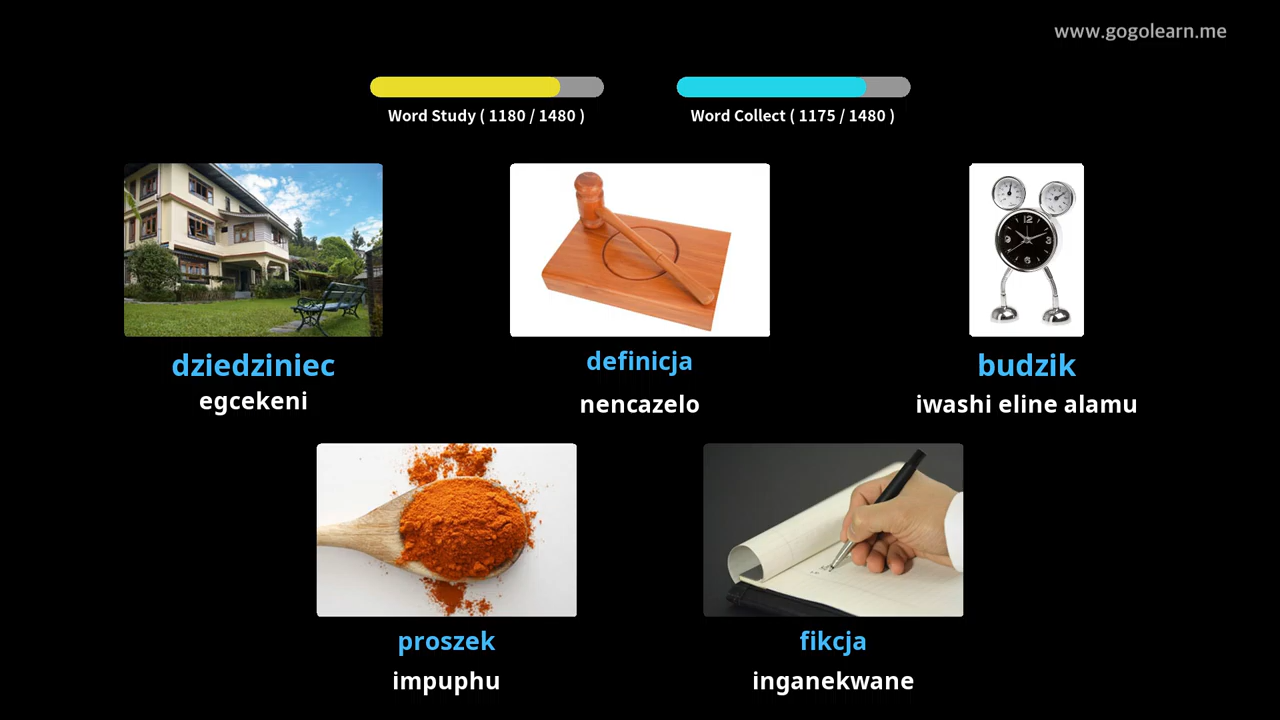 www.gogolearn.me
Word Study ( 1180 / 1480 )
Word Collect ( 1175 / 1480 )
dziedziniec
egcekeni
definicja
nencazelo
budzik
iwashi eline alamu
proszek
impuphu
fikcja
inganekwane